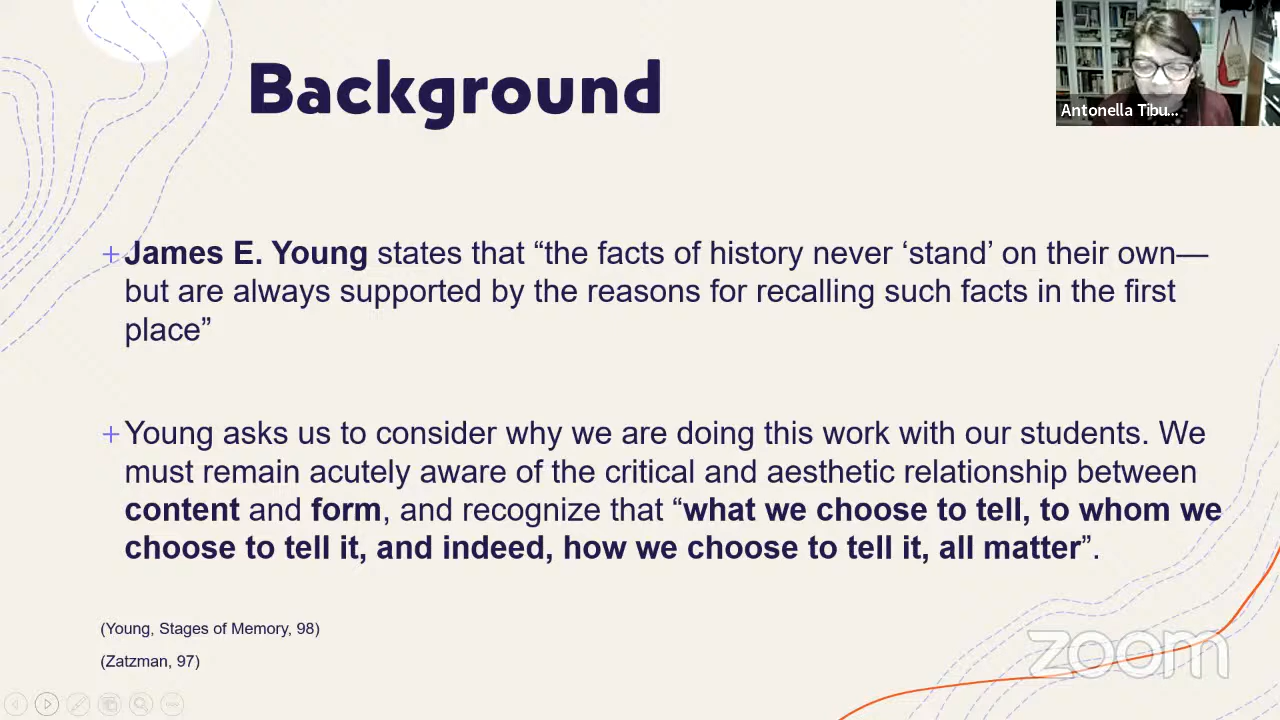 Background
Antonella Tibu...
+James E. Young states that “the facts of history never ‘stand’ on their own—
but are always supported by the reasons for recalling such facts in the first
place”
+Young asks us to consider why we are doing this work with our students. We
must remain acutely aware of the critical and aesthetic relationship between
content and form, and recognize that “what we choose to tell, to whom we
choose to tell it, and indeed, how we choose to tell it, all matter”.
(Young, Stages of Memory, 98)
(Zatzman, 97)
zoom